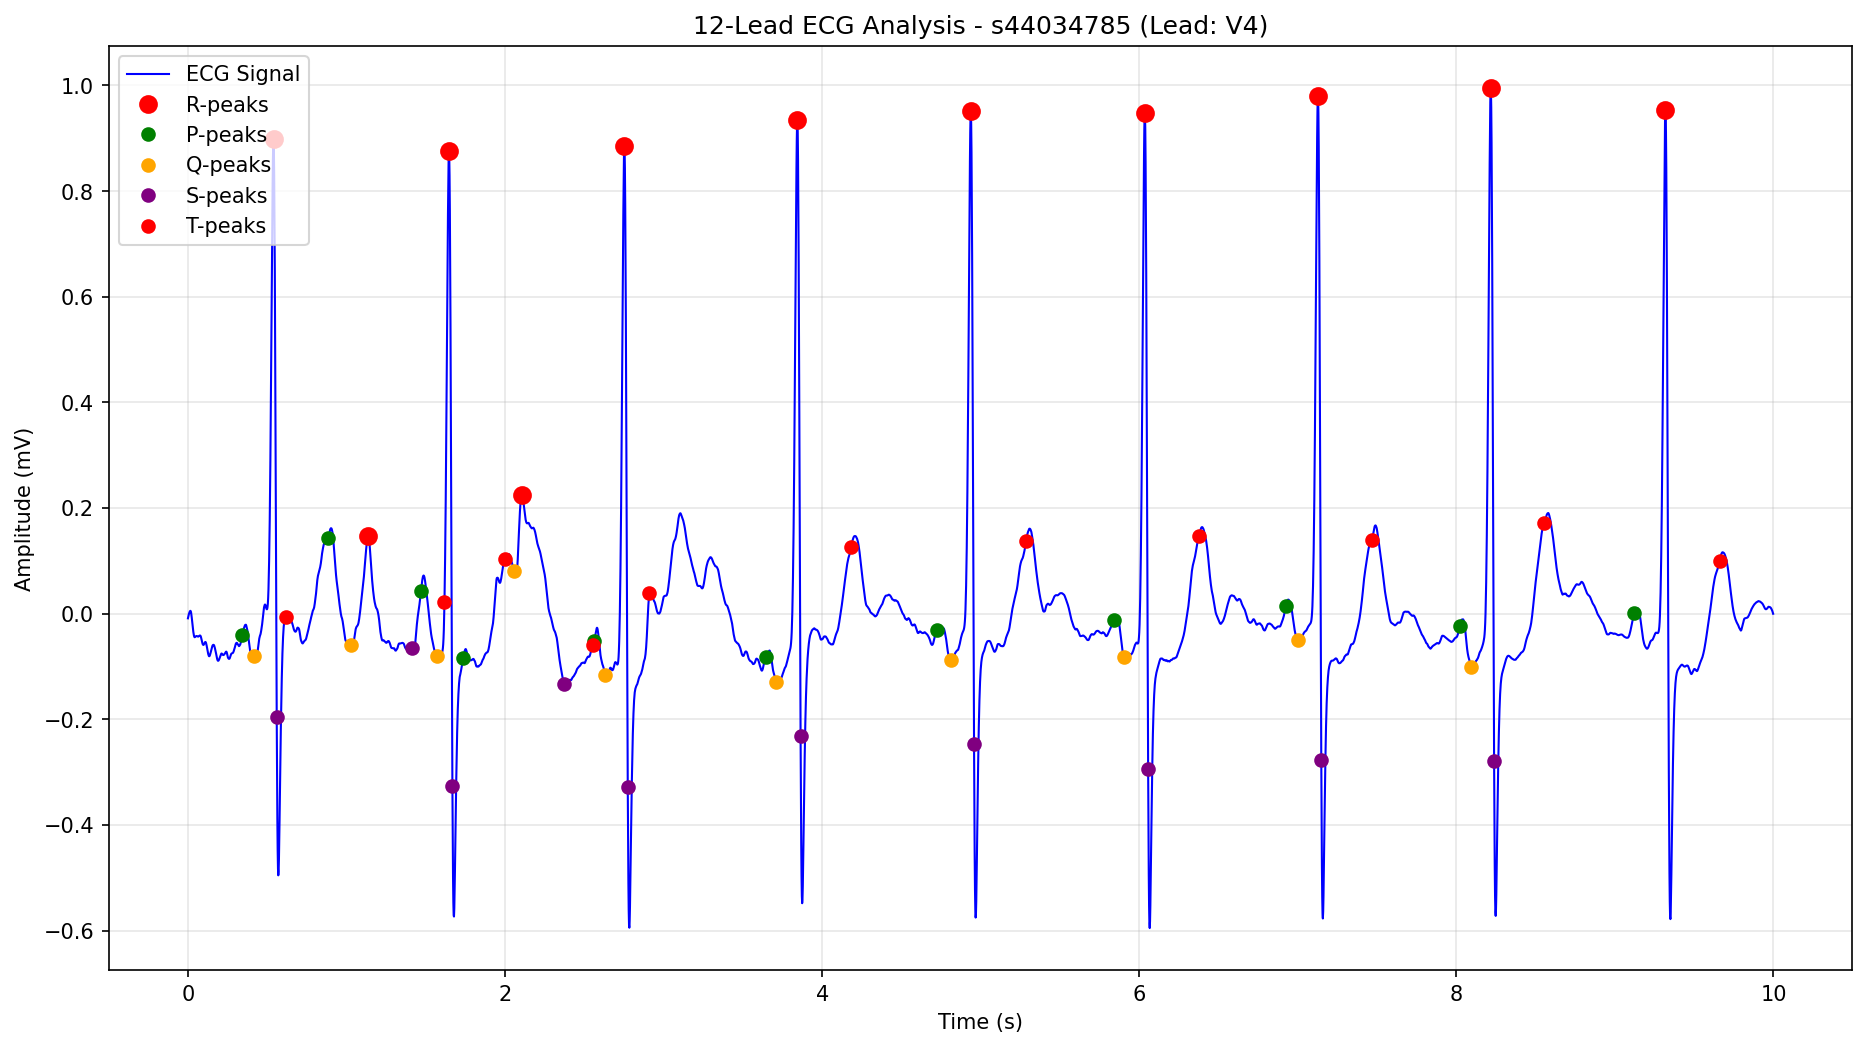 12-Lead ECG Analysis - s44034785 (Lead: V4)
ECG Signal
R-peaks
P-peaks
Q-peaks
S-peaks
T-peaks
Amplitude (mV)
1.0
0.8
0.6
0.4
0.2
0.0
−0.2
−0.4
−0.6
0 2 4 6 8 10
Time (s)